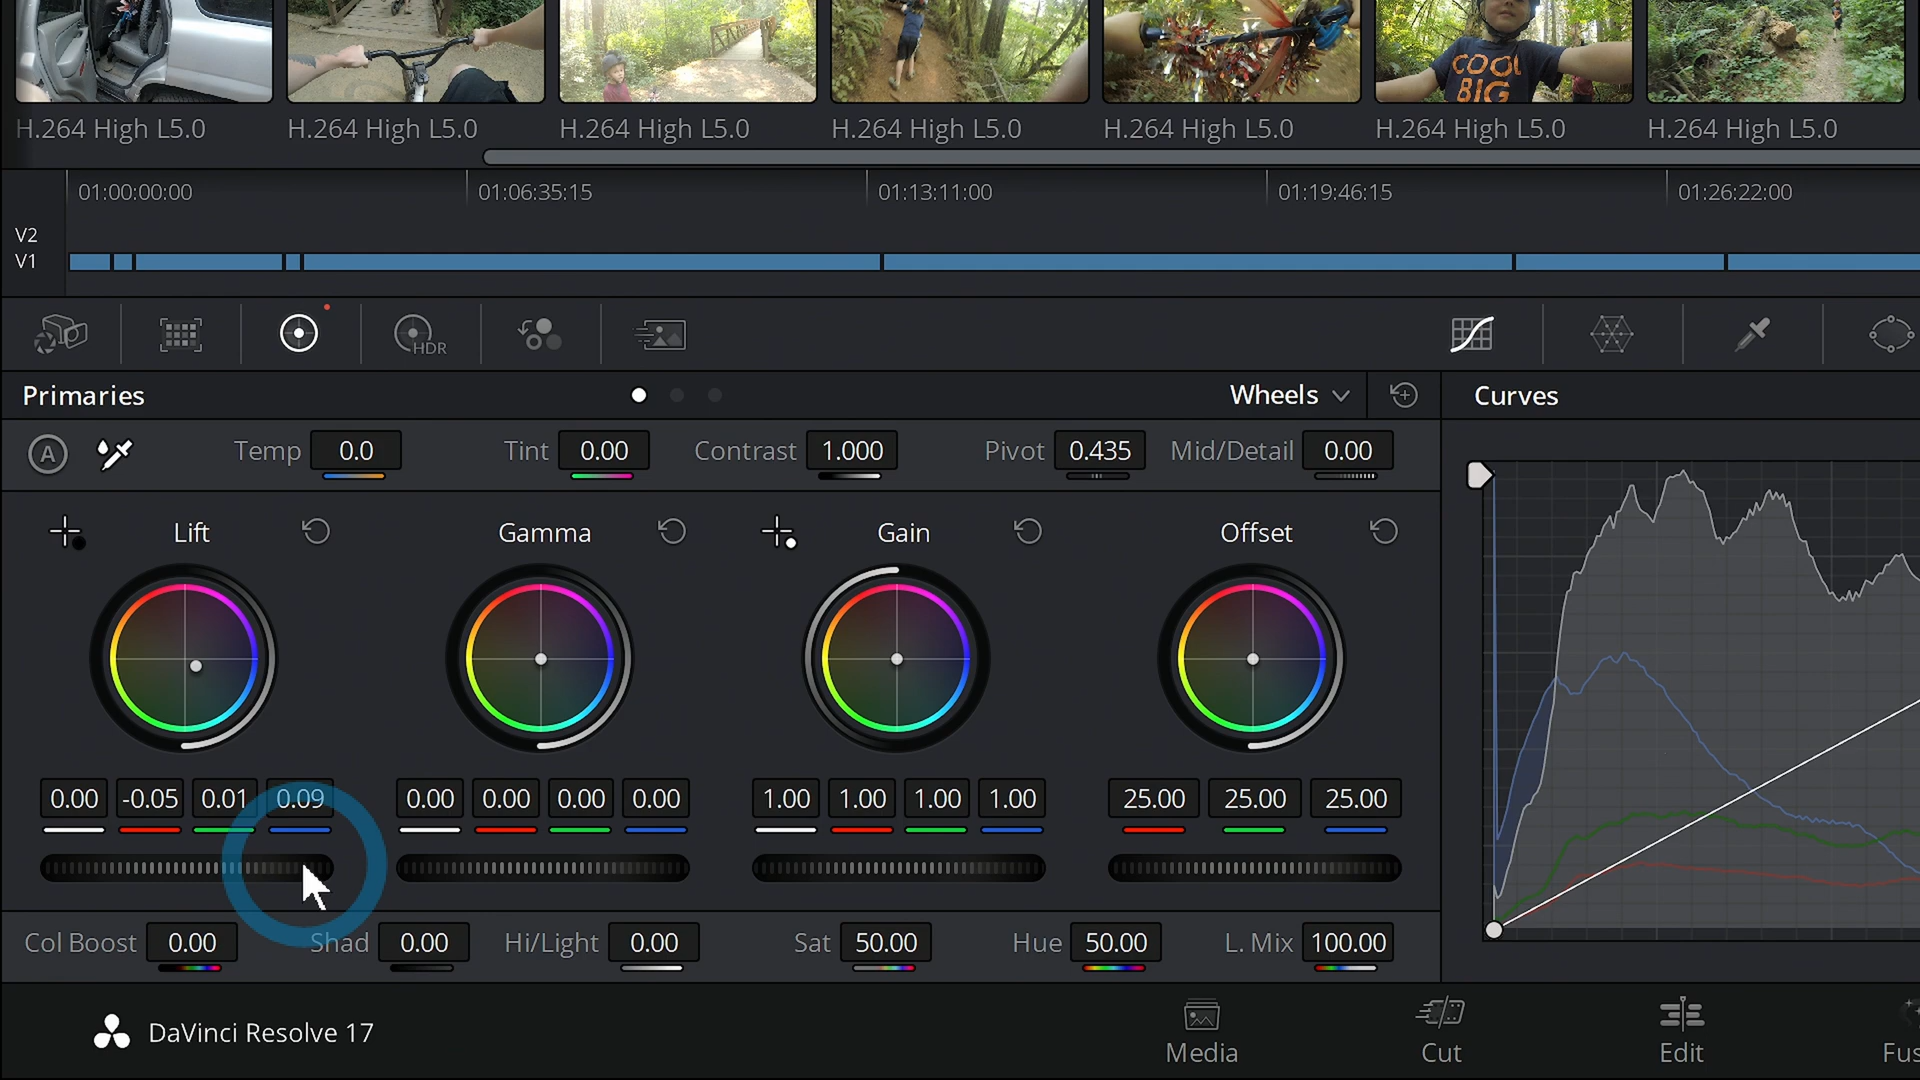 COOL
BIG
H.264 High L5.0 H.264 High L5.0 H.264 High L5.0 H.264 High L5.0 H.264 High L5.0 H.264 High L5.0 H.264 High L5.0
01:00:00:00 01:06:35:15 01:13:11:00 01:19:46:15 01:26:22:00
V2
V1
HDR
Primaries Wheels Curves
A Temp 0.0 Tint 0.00 Contrast 1.000 Pivot 0.435 Mid/Detail 0.00
Lift Gamma Gain Offset
0.00 -0.05 0.01 0.09 0.00 0.00 0.00 0.00 1.00 1.00 1.00 1.00 25.00 25.00 25.00
Col Boost 0.00 Shad 0.00 Hi/Light 0.00 Sat 50.00 Hue 50.00 L. Mix 100.00
DaVinci Resolve 17
Media Cut Edit Fus